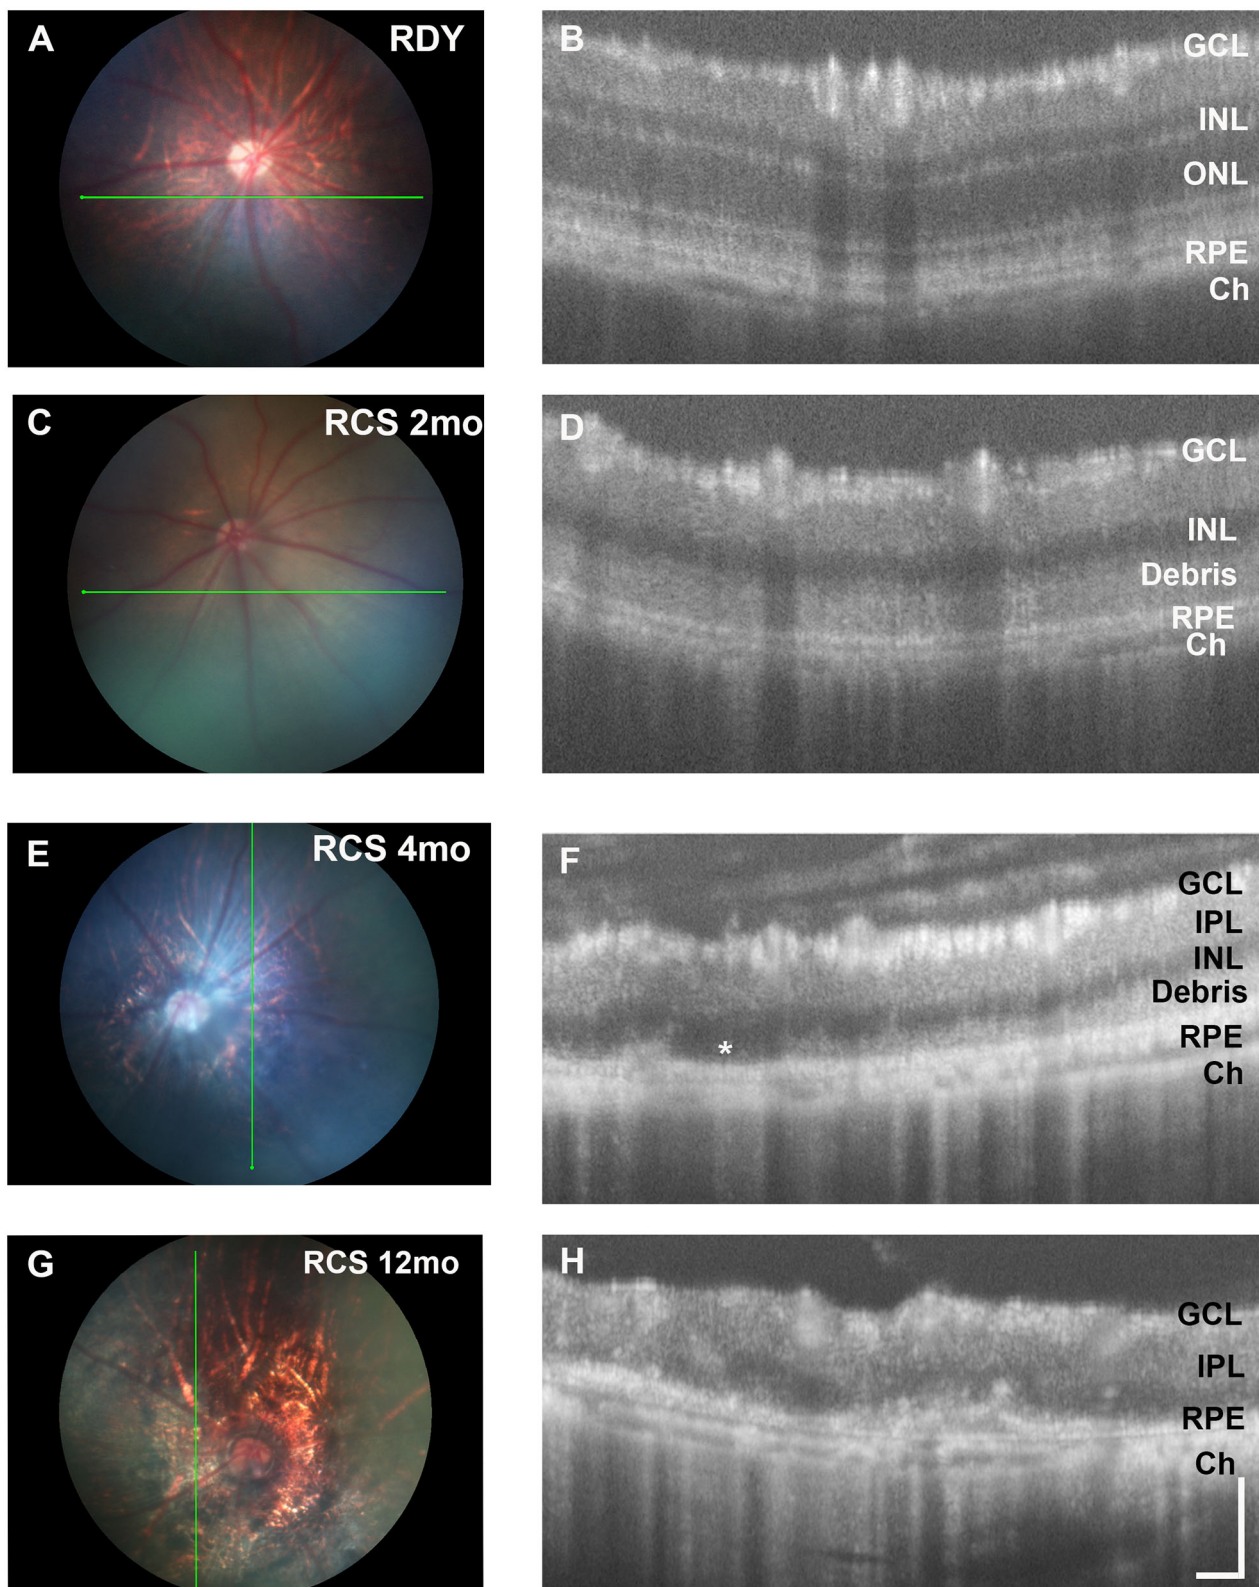 A
RDY
B
GCL
INL
ONL
RPE
Ch
C
RCS 2mo
D
GCL
INL
Debris
RPE
Ch
E
RCS 4mo
F
GCL
IPL
INL
Debris
RPE
Ch
*
G
RCS 12mo
H
GCL
IPL
RPE
Ch